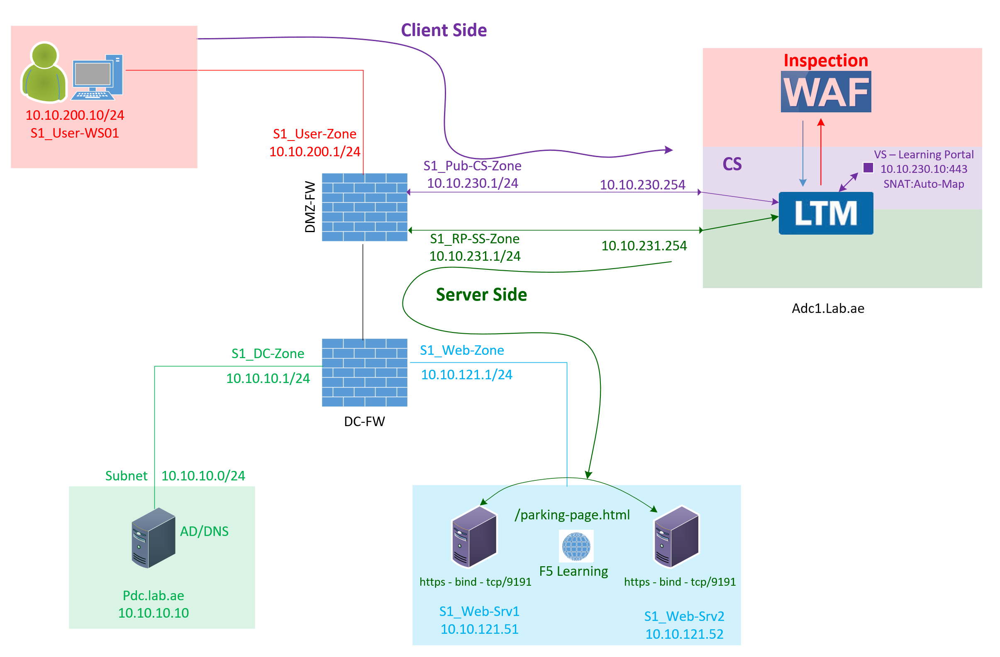 Client Side
10.10.200.10/24
S1_User-WS01
S1_User-Zone
10.10.200.1/24
DMZ-FW
S1_Pub-CS-Zone
10.10.230.1/24
10.10.230.254
Inspection
WAF
CS
VS – Learning Portal
10.10.230.10:443
SNAT:Auto-Map
LTM
S1_RP-SS-Zone
10.10.231.1/24
10.10.231.254
Server Side
Adc1.Lab.ae
S1_DC-Zone
10.10.10.1/24
S1_Web-Zone
10.10.121.1/24
DC-FW
Subnet 10.10.10.0/24
AD/DNS
Pdc.lab.ae
10.10.10.10
/parking-page.html
F5 Learning
https - bind - tcp/9191
https - bind - tcp/9191
S1_Web-Srv1
10.10.121.51
S1_Web-Srv2
10.10.121.52